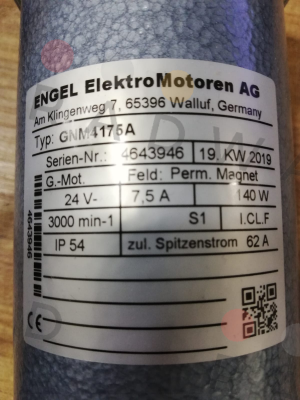 ENGEL ElektroMotoren AG
Am Klingenweg 7, 65396 Walluf, Germany
Typ: GNM4175A
Serien-Nr.: 4643946 19. KW 2019
G.-Mot. Feld: Perm. Magnet
24 V- 7,5 A 140 W
3000 min-1 S1 I.CL.F
IP 54 zul. Spitzenstrom 62 A
4643946
CE